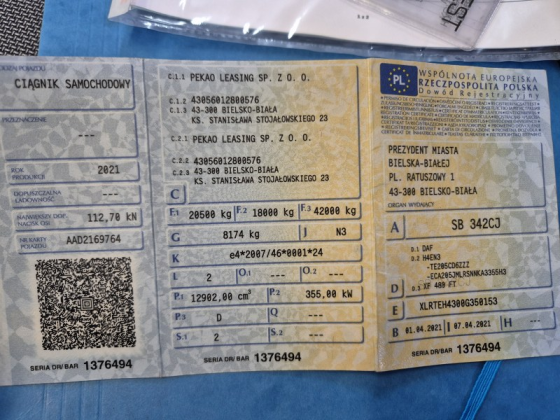 CIĄGNIK SAMOCHODOWY
PRZEZNACZENIE
---
ROK PRODUKCJI
2021
DOPUSZCZALNA ŁADOWNOŚĆ
---
NAJWIĘKSZY DOP. NACISK OSI
112,70 kN
NR KARTY POJAZDU
AAD2169764
SERIA DR/BAR 1376494
C.1.1 PEKAO LEASING SP. Z O. O.
C.1.2 43056012800576
C.1.3 43-300 BIELSKO-BIAŁA
KS. STANISŁAWA STOJAŁOWSKIEGO 23
C.2.1 PEKAO LEASING SP. Z O. O.
C.2.2 43056012800576
C.2.3 43-300 BIELSKO-BIAŁA
KS. STANISŁAWA STOJAŁOWSKIEGO 23
C
F.1 20500 kg F.2 18000 kg F.3 42000 kg
G 8174 kg J N3
K e4*2007/46*0001*24
L 2 O.1 --- O.2 ---
P.1 12902,00 cm³ P.2 355,00 kW
P.3 D Q ---
S.1 2 S.2 ---
SERIA DR/BAR 1376494
PL
WSPÓLNOTA EUROPEJSKA
RZECZPOSPOLITA POLSKA
Dowód Rejestracyjny
PREZYDENT MIASTA
BIELSKA-BIAŁEJ
PL. RATUSZOWY 1
43-300 BIELSKO-BIAŁA
ORGAN WYDAJĄCY
A SB 342CJ
D.1 DAF
D.2 H4EN3
-TE205CD6ZZZ
D
D.3 XF 480 FT
E XLRTEH4300G350153
B 01.04.2021 I 07.04.2021 H ---
SERIA DR/BAR 1376494